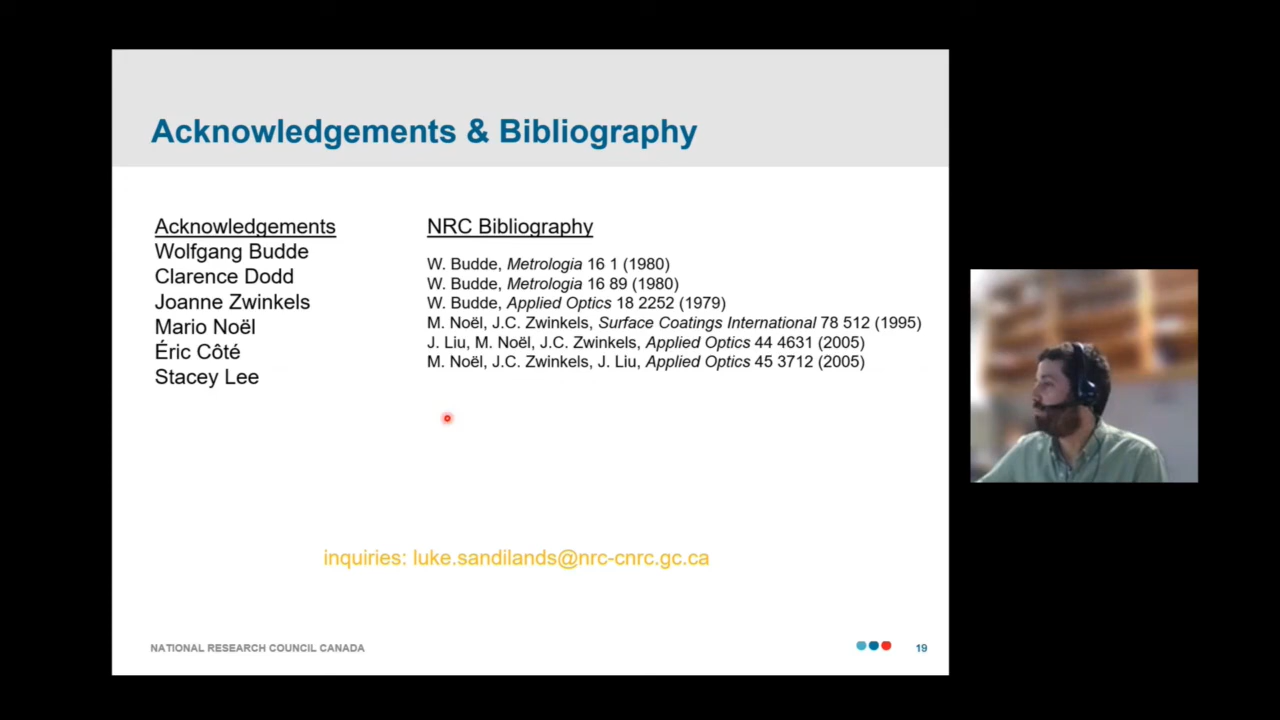 Acknowledgements & Bibliography
Acknowledgements
Wolfgang Budde
Clarence Dodd
Joanne Zwinkels
Mario Noël
Éric Côté
Stacey Lee
NRC Bibliography
W. Budde, Metrologia 16 1 (1980)
W. Budde, Metrologia 16 89 (1980)
W. Budde, Applied Optics 18 2252 (1979)
M. Noël, J.C. Zwinkels, Surface Coatings International 78 512 (1995)
J. Liu, M. Noël, J.C. Zwinkels, Applied Optics 44 4631 (2005)
M. Noël, J.C. Zwinkels, J. Liu, Applied Optics 45 3712 (2005)
inquiries: luke.sandilands@nrc-cnrc.gc.ca
NATIONAL RESEARCH COUNCIL CANADA
19